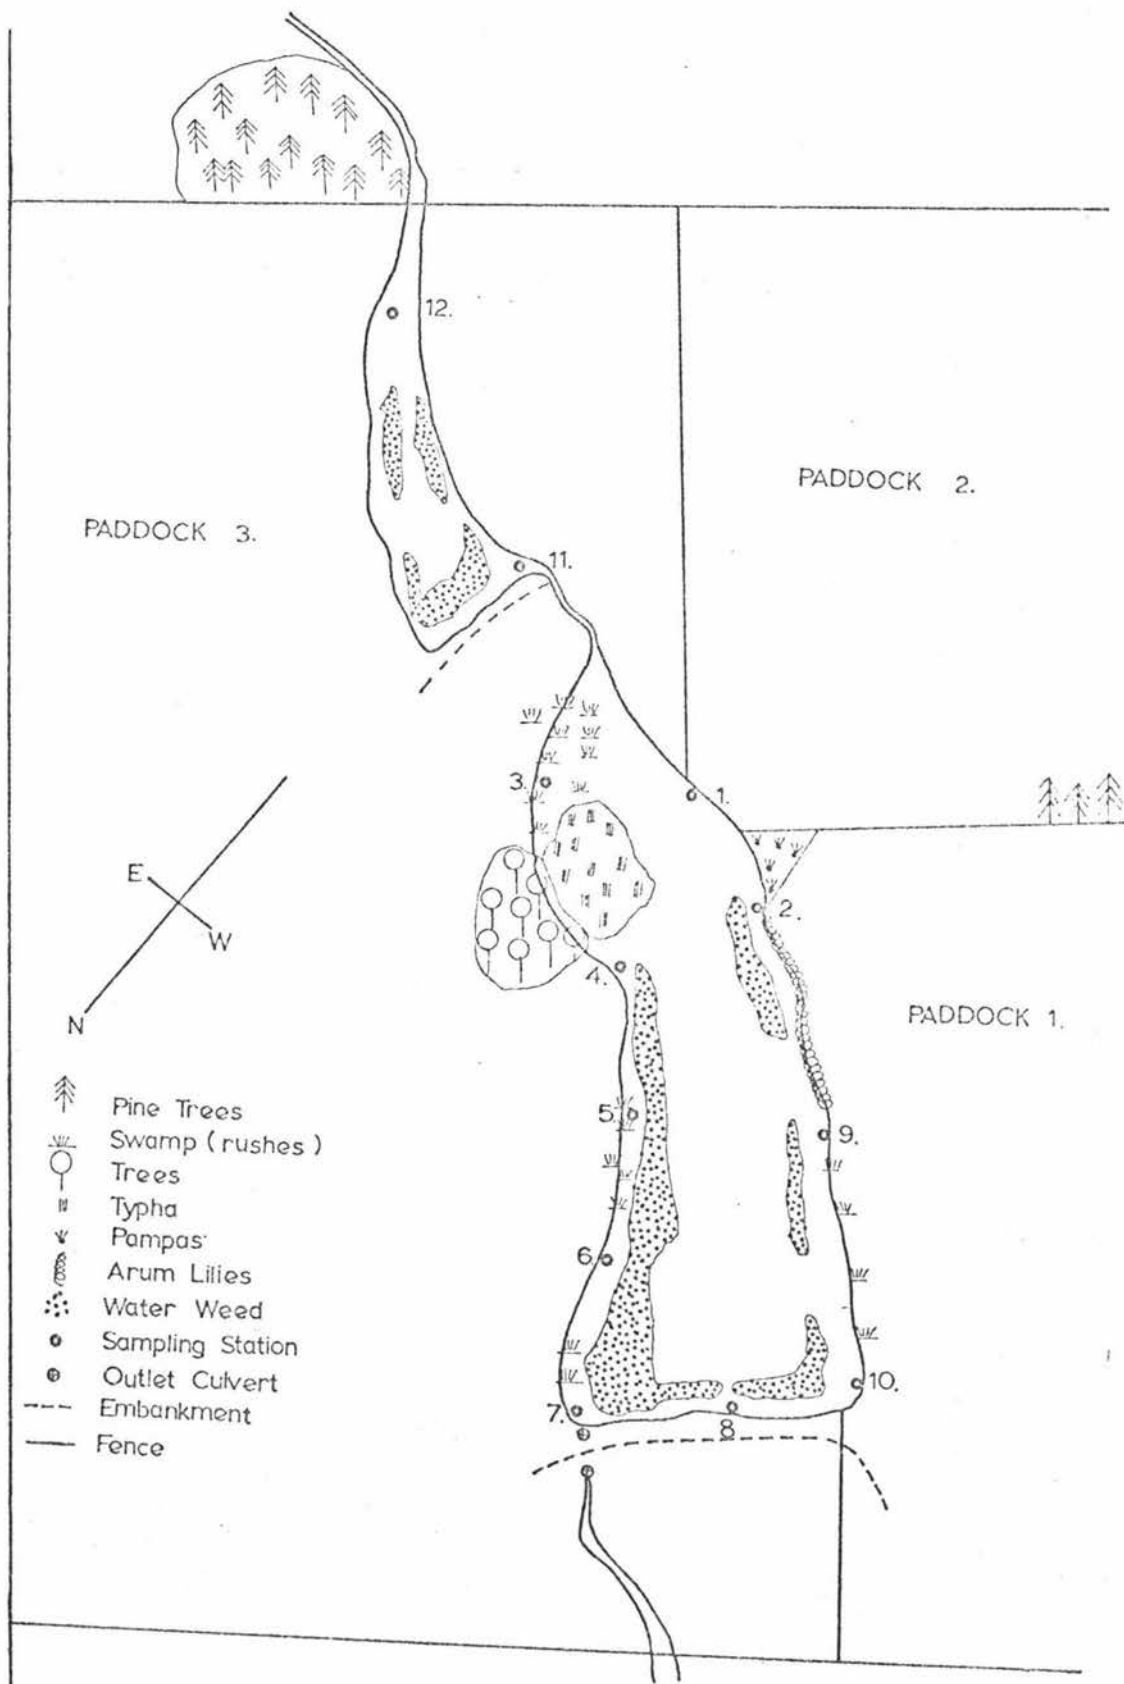 12.
PADDOCK 2.
PADDOCK 3.
11.
3.
1.
E
W
N
2.
4.
PADDOCK 1.
5.
9.
6.
10.
7.
8
Pine Trees
Swamp (rushes)
Trees
Typha
Pampas
Arum Lilies
Water Weed
Sampling Station
Outlet Culvert
Embankment
Fence